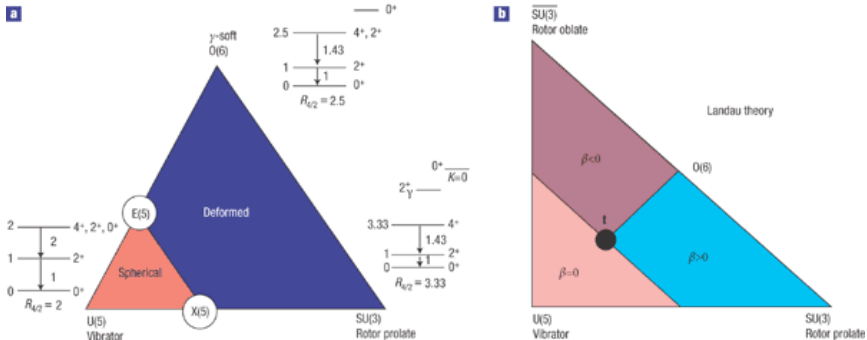 a
γ-soft
O(6)
0⁺
2.5
4⁺, 2⁺
1.43
1
2⁺
1
0
0⁺
R₄/₂ = 2.5
E(5)
Deformed
Spherical
X(5)
2
4⁺, 2⁺, 0⁺
2
1
2⁺
1
0
0⁺
R₄/₂ = 2
U(5)
Vibrator
0⁺
K=0
2⁺
γ
3.33
4⁺
1.43
1
2⁺
1
0
0⁺
R₄/₂ = 3.33
SU(3)
Rotor prolate
b
S̅U̅(̅3̅)̅
Rotor oblate
Landau theory
β<0
O(6)
t
β>0
β=0
U(5)
Vibrator
SU(3)
Rotor prolate